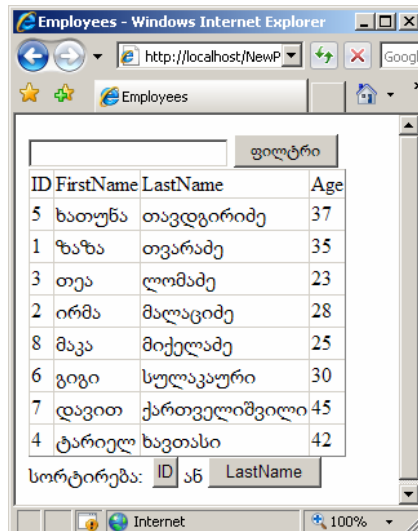 Employees - Windows Internet Explorer
http://localhost/NewP
Googl
Employees
ფილტრი
ID FirstName LastName Age
5 ხათუნა თავდგირიძე 37
1 ზაზა თვარაძე 35
3 თეა ლომაძე 23
2 ირმა მალაციძე 28
8 მაკა მიქელაძე 25
6 გიგი სულაკაური 30
7 დავით ქართველიშვილი 45
4 ტარიელ ხავთასი 42
სორტირება: ID ან LastName
Internet 100%